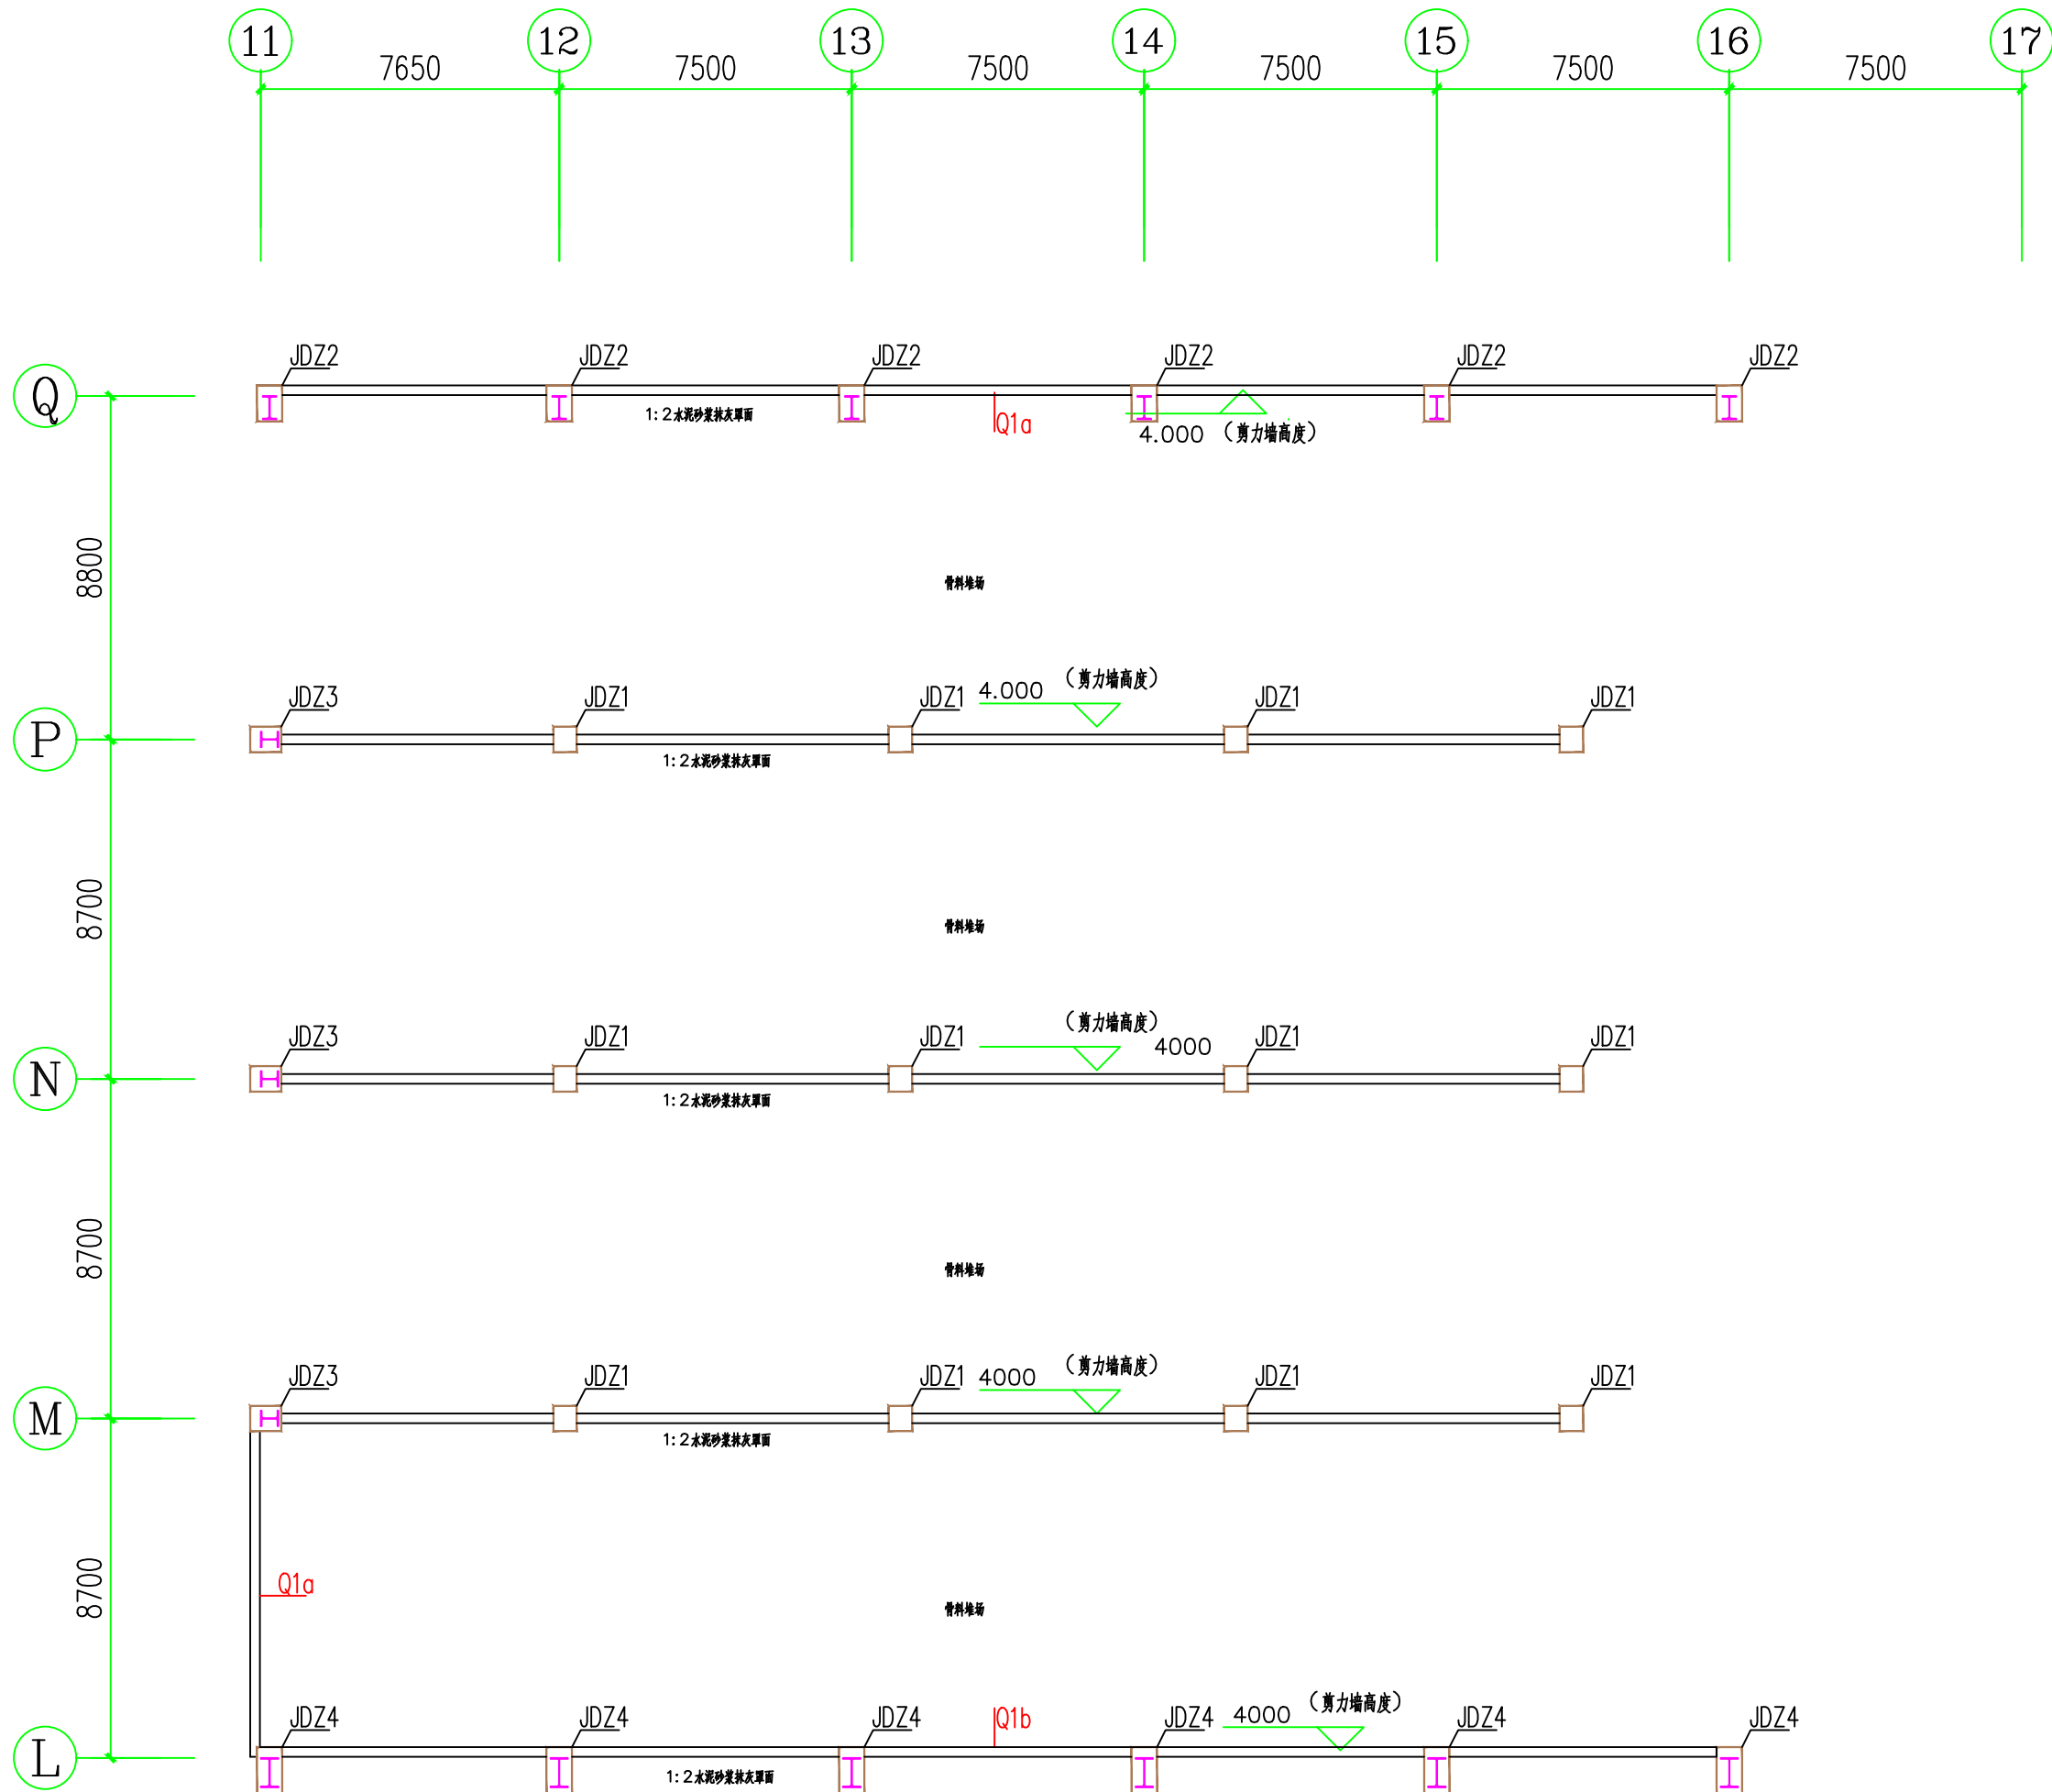 11 12 13 14 15 16 17
7650 7500 7500 7500 7500 7500
JDZ2 JDZ2 JDZ2 JDZ2 JDZ2 JDZ2
Q
1:2水泥砂浆抹灰罩面
Q1a
4.000 （剪力墙高度）
8800
骨料堆场
4.000 （剪力墙高度）
JDZ3 JDZ1 JDZ1 JDZ1 JDZ1
P
1:2水泥砂浆抹灰罩面
8700
骨料堆场
（剪力墙高度）
4000
JDZ3 JDZ1 JDZ1 JDZ1 JDZ1
N
1:2水泥砂浆抹灰罩面
8700
骨料堆场
4000 （剪力墙高度）
JDZ3 JDZ1 JDZ1 JDZ1 JDZ1
M
1:2水泥砂浆抹灰罩面
8700
Q1a
骨料堆场
4000 （剪力墙高度）
JDZ4 JDZ4 JDZ4 Q1b JDZ4 JDZ4 JDZ4
L
1:2水泥砂浆抹灰罩面